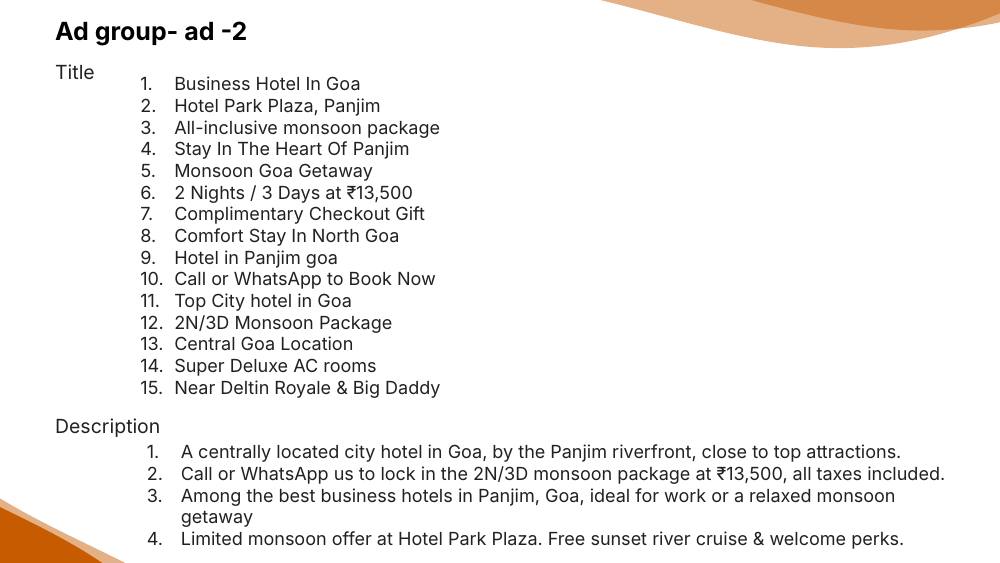 Ad group- ad -2
Title
1. Business Hotel In Goa
2. Hotel Park Plaza, Panjim
3. All-inclusive monsoon package
4. Stay In The Heart Of Panjim
5. Monsoon Goa Getaway
6. 2 Nights / 3 Days at ₹13,500
7. Complimentary Checkout Gift
8. Comfort Stay In North Goa
9. Hotel in Panjim goa
10. Call or WhatsApp to Book Now
11. Top City hotel in Goa
12. 2N/3D Monsoon Package
13. Central Goa Location
14. Super Deluxe AC rooms
15. Near Deltin Royale & Big Daddy
Description
1. A centrally located city hotel in Goa, by the Panjim riverfront, close to top attractions.
2. Call or WhatsApp us to lock in the 2N/3D monsoon package at ₹13,500, all taxes included.
3. Among the best business hotels in Panjim, Goa, ideal for work or a relaxed monsoon
getaway
4. Limited monsoon offer at Hotel Park Plaza. Free sunset river cruise & welcome perks.